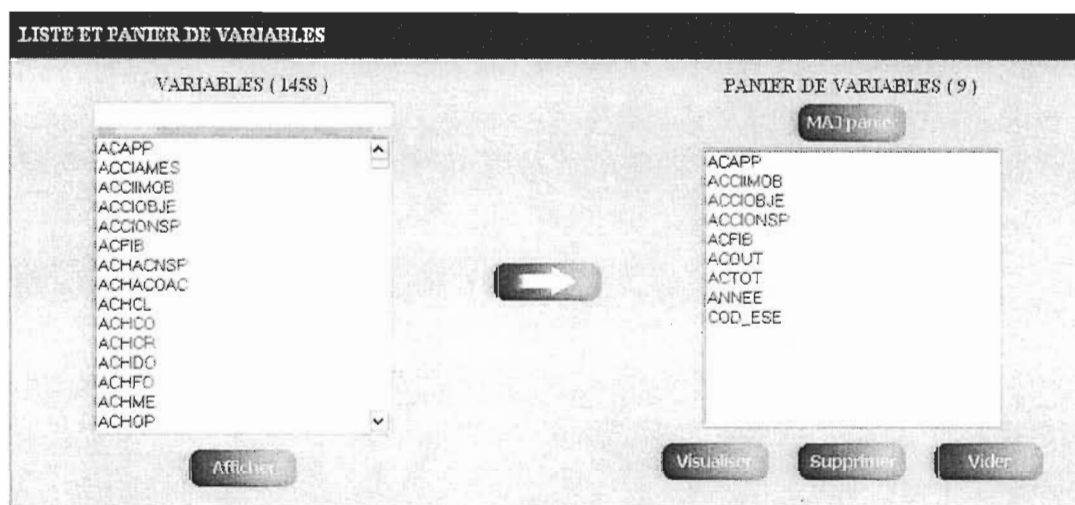 LISTE ET PANIER DE VARIABLES
VARIABLES ( 1458 )
ACAPP
ACCIAMES
ACCIIMOB
ACCIOBJE
ACCIONSP
ACFIB
ACHACNSP
ACHACOAC
ACHCL
ACHCO
ACHCR
ACHDO
ACHFO
ACHME
ACHOP
Afficher
PANIER DE VARIABLES ( 9 )
MAJ panier
ACAPP
ACCIIMOB
ACCIOBJE
ACCIONSP
ACFIB
ACOUT
ACTOT
ANNEE
COD_ESE
Visualiser
Supprimer
Vider